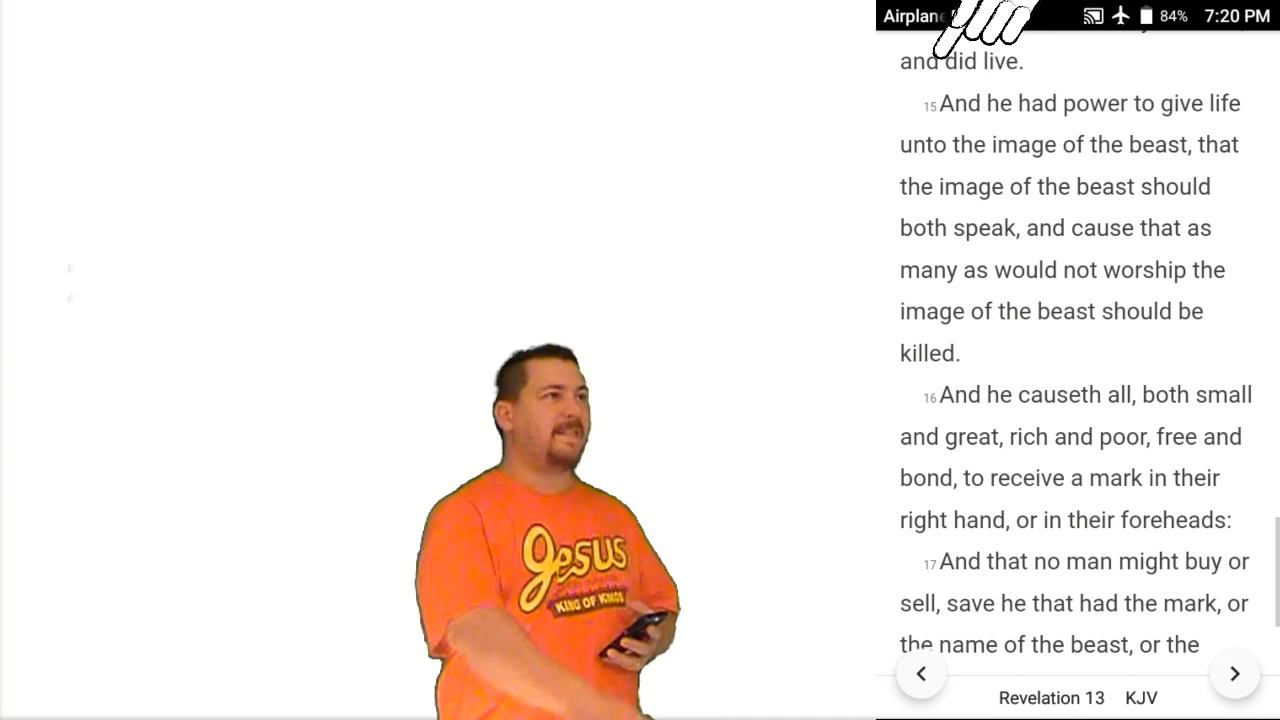 Airplan
84%
7:20 PM
and did live.
15 And he had power to give life
unto the image of the beast, that
the image of the beast should
both speak, and cause that as
many as would not worship the
image of the beast should be
killed.
16 And he causeth all, both small
and great, rich and poor, free and
bond, to receive a mark in their
right hand, or in their foreheads:
17 And that no man might buy or
sell, save he that had the mark, or
the name of the beast, or the
Revelation 13 KJV
Jesus
KING OF KINGS